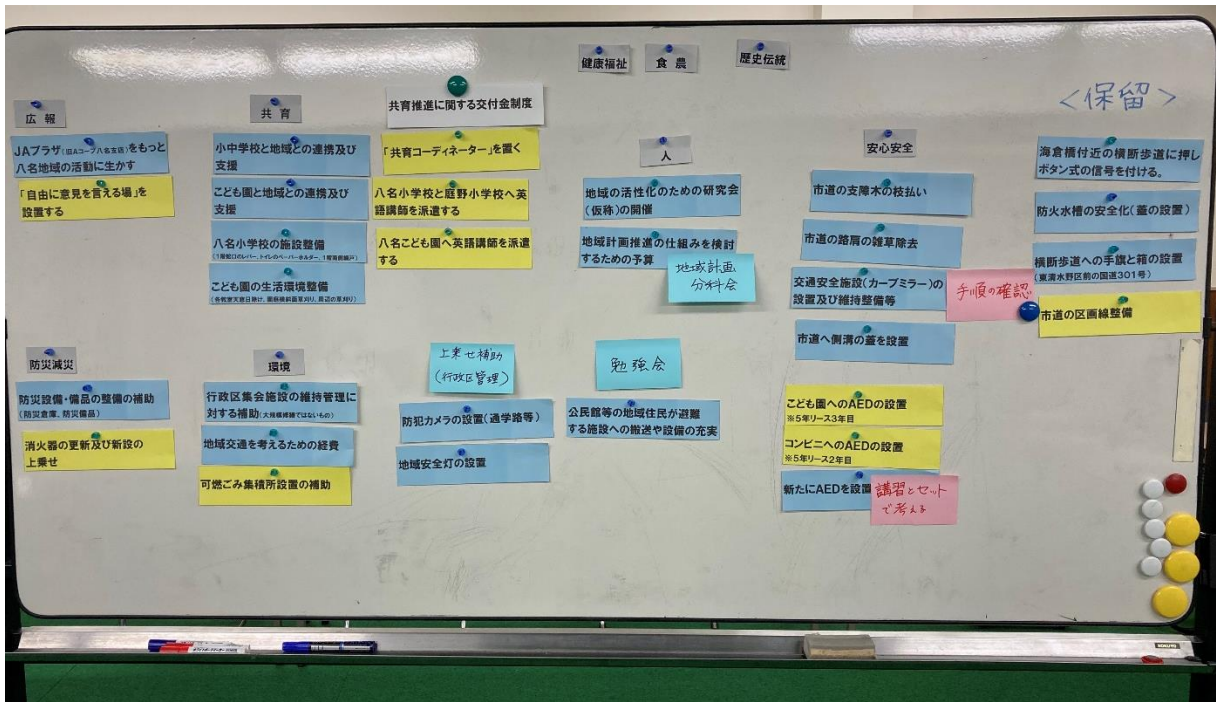 健康福祉
食農
歴史伝統
広報
JAプラザ(旧Aコープ八名支店)をもっと
八名地域の活動に生かす
「自由に意見を言える場」を
設置する
共育
小中学校と地域との連携及び
支援
こども園と地域との連携及び
支援
八名小学校の施設整備
こども園の生活環境整備
共育推進に関する交付金制度
「共育コーディネーター」を置く
八名小学校と庭野小学校へ英
語講師を派遣する
八名こども園へ英語講師を派遣
する
人
地域の活性化のための研究会
(仮称)の開催
地域計画推進の仕組みを検討
するための予算
地域計画
分科会
安心安全
市道の支障木の枝払い
市道の路肩の雑草除去
交通安全施設(カーブミラー)の
設置及び維持整備等
手順の確認
市道へ側溝の蓋を設置
こども園へのAEDの設置
※5年リース3年目
コンビニへのAEDの設置
※5年リース2年目
新たにAEDを設置
講習とセット
で考える
<保留>
海倉橋付近の横断歩道に押し
ボタン式の信号を付ける。
防火水槽の安全化(蓋の設置)
横断歩道への手旗と箱の設置
(東清水野区前の国道301号)
市道の区画線整備
防災減災
防災設備・備品の整備の補助
(防災倉庫、防災備品)
消火器の更新及び新設の
上乗せ
環境
行政区集会施設の維持管理に
対する補助(大規模修繕ではないもの)
地域交通を考えるための経費
可燃ごみ集積所設置の補助
上乗せ補助
(行政区管理)
防犯カメラの設置(通学路等)
地域安全灯の設置
勉強会
公民館等の地域住民が避難
する施設への搬送や設備の充実